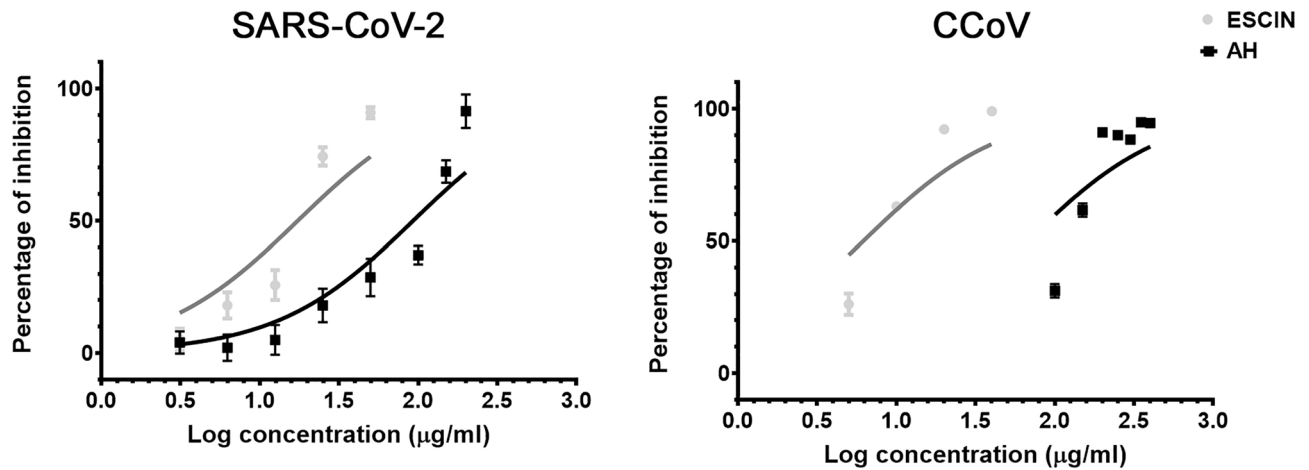 SARS-CoV-2
CCoV
ESCIN
AH
Percentage of inhibition
100
50
0
0.0 0.5 1.0 1.5 2.0 2.5 3.0
Log concentration (μg/ml)
Percentage of inhibition
100
50
0
0.0 0.5 1.0 1.5 2.0 2.5 3.0
Log concentration (μg/ml)